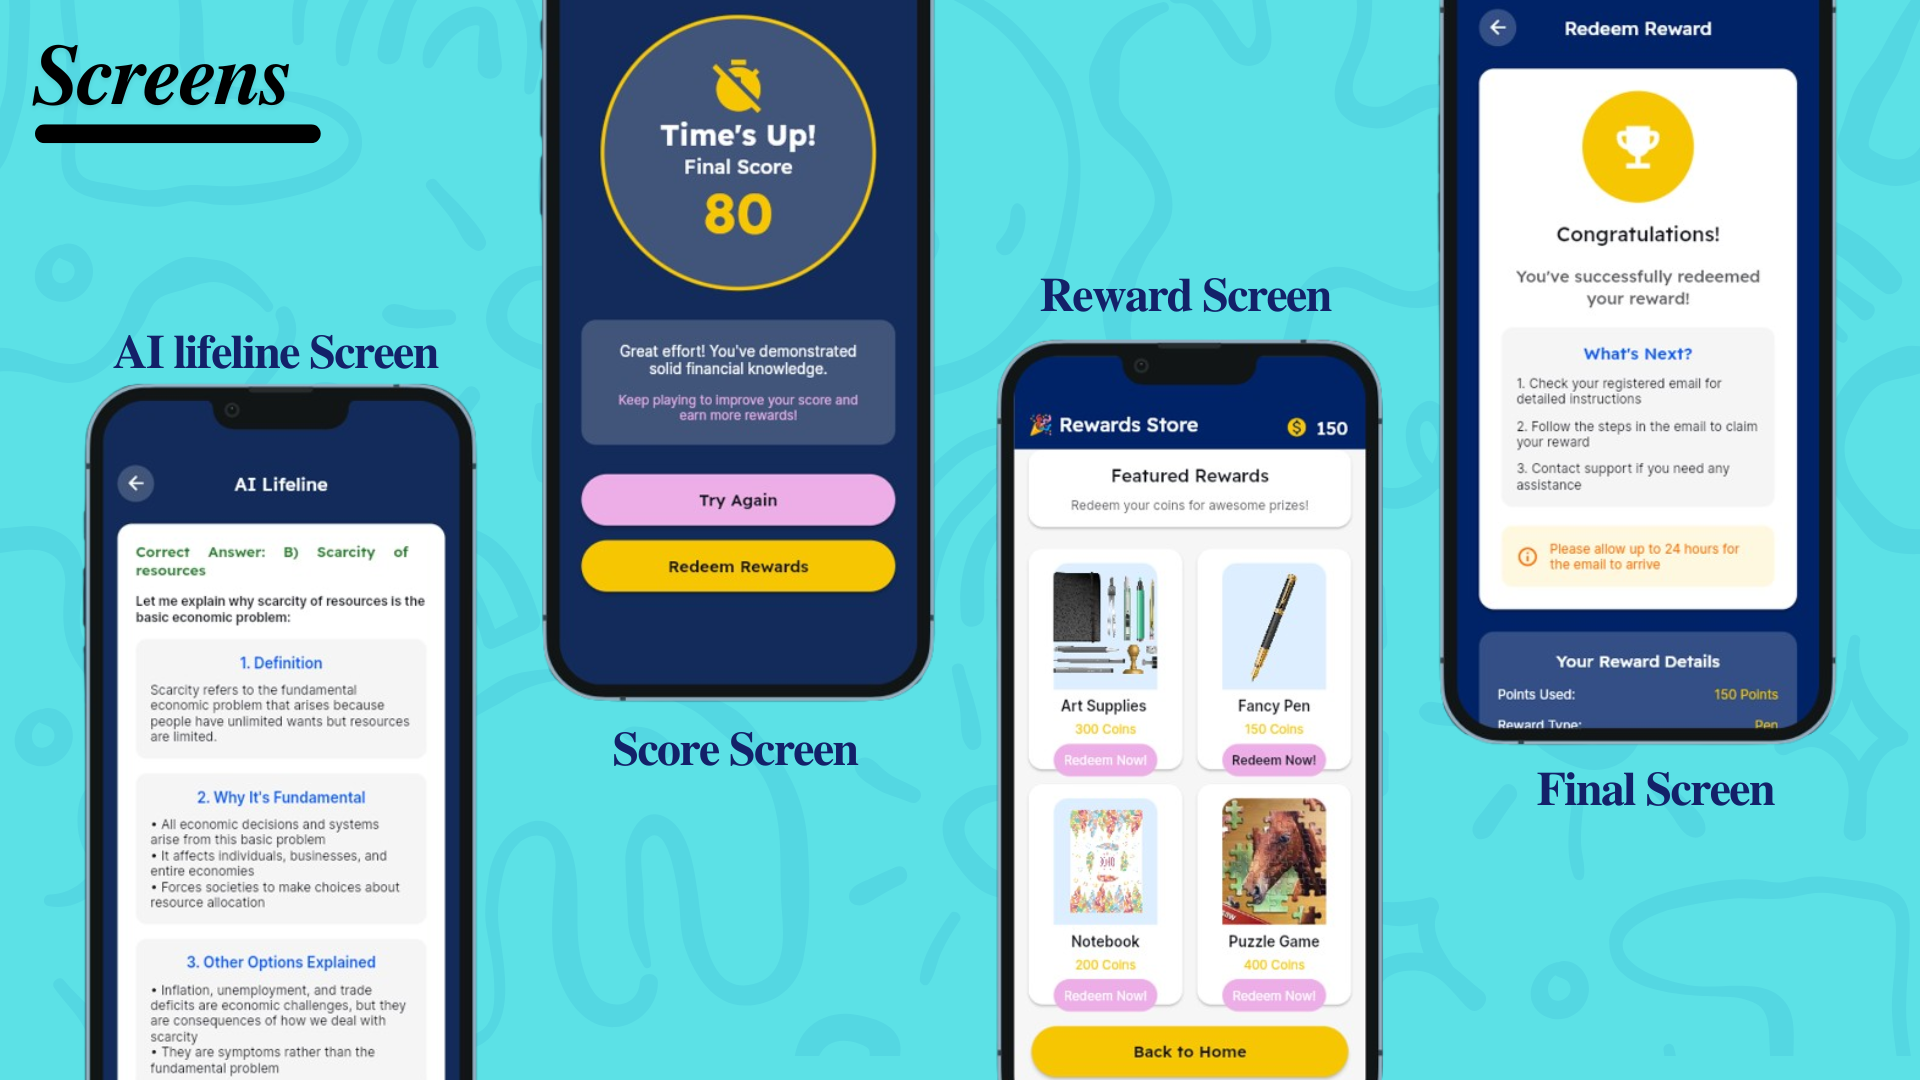 Screens
AI lifeline Screen
AI Lifeline
Correct Answer: B) Scarcity of
resources
Let me explain why scarcity of resources is the
basic economic problem:
1. Definition
Scarcity refers to the fundamental
economic problem that arises because
people have unlimited wants but resources
are limited.
2. Why It's Fundamental
• All economic decisions and systems
arise from this basic problem
• It affects individuals, businesses, and
entire economies
• Forces societies to make choices about
resource allocation
3. Other Options Explained
• Inflation, unemployment, and trade
deficits are economic challenges, but they
are consequences of how we deal with
scarcity
• They are symptoms rather than the
fundamental problem
Time's Up!
Final Score
80
Great effort! You've demonstrated
solid financial knowledge.
Keep playing to improve your score and
earn more rewards!
Try Again
Redeem Rewards
Score Screen
Reward Screen
Rewards Store
$ 150
Featured Rewards
Redeem your coins for awesome prizes!
Art Supplies
300 Coins
Redeem Now!
Fancy Pen
150 Coins
Redeem Now!
Notebook
200 Coins
Redeem Now!
Puzzle Game
400 Coins
Redeem Now!
Back to Home
Redeem Reward
Congratulations!
You've successfully redeemed
your reward!
What's Next?
1. Check your registered email for
detailed instructions
2. Follow the steps in the email to claim
your reward
3. Contact support if you need any
assistance
Please allow up to 24 hours for
the email to arrive
Your Reward Details
Points Used: 150 Points
Reward Type: Pen
Final Screen